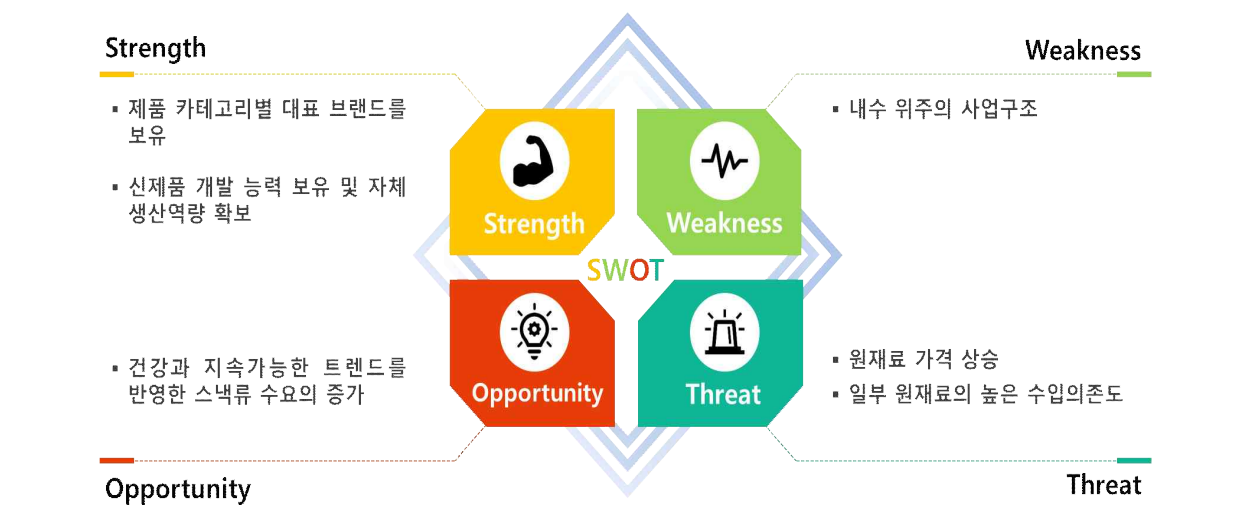 Strength
▪ 제품 카테고리별 대표 브랜드를
보유
▪ 신제품 개발 능력 보유 및 자체
생산역량 확보
Weakness
▪ 내수 위주의 사업구조
Strength
Weakness
SWOT
Opportunity
Threat
▪ 건강과 지속가능한 트렌드를
반영한 스낵류 수요의 증가
Opportunity
▪ 원재료 가격 상승
▪ 일부 원재료의 높은 수입의존도
Threat